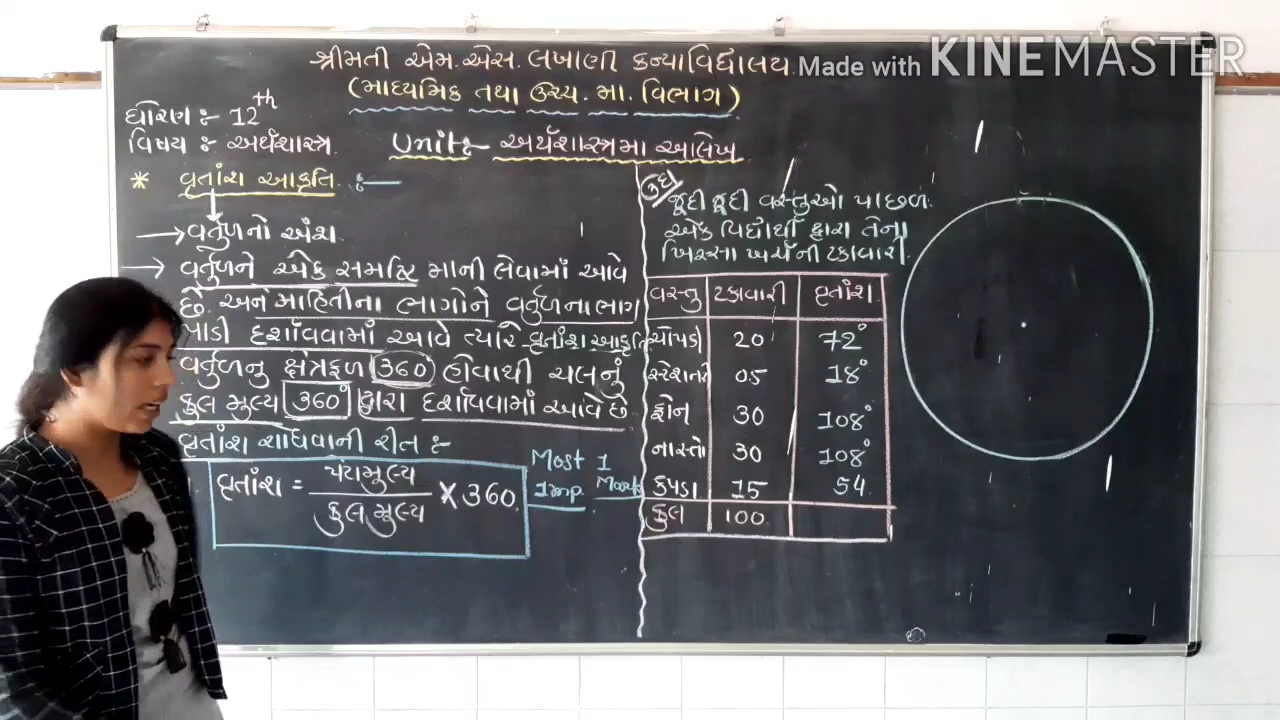 Made with KINEMASTER
શ્રીમતી એમ.એસ. લખાણી કન્યાવિદ્યાલય
(માધ્યમિક તથા ઉચ્ચ. મા. વિભાગ)
ધોરણ :- 12th
વિષય :- અર્થશાસ્ત્ર.
Unit :- અર્થશાસ્ત્રમા આલેખ
* વૃતાંશ આકૃતિ :-
→ વર્તુળનો અંશ
→ વર્તુળને એક સમષ્ટિ માની લેવામાં આવે
છે. અને માહિતીના ભાગોને વર્તુળનાભાગ
પાડી દર્શાવવામાં આવે ત્યારે વૃતાંશ આકૃતિ
વર્તુળનુ ક્ષેત્રફળ 360 હોવાથી ચલનું
કુલ મૂલ્ય 360° દ્વારા દર્શાવવામાં આવે છે
વૃતાંશ શોધવાની રીત :-
વૃતાંશ = ચલમૂલ્ય / કુલ મૂલ્ય × 360.
Most 1
Imp. Mark
ઉદા
જૂદી જૂદી વસ્તુઓ પાછળ
એક વિદ્યાર્થી દ્વારા તેના
ખિસ્સા ખર્ચની ટકાવારી.
વસ્તુ ટકાવારી વૃતાંશ
ચોપડી 20 72°
સ્ટેશનરી 05 18°
ફોન 30 108°
નાસ્તો 30 108°
કપડા 15 54
કુલ 100